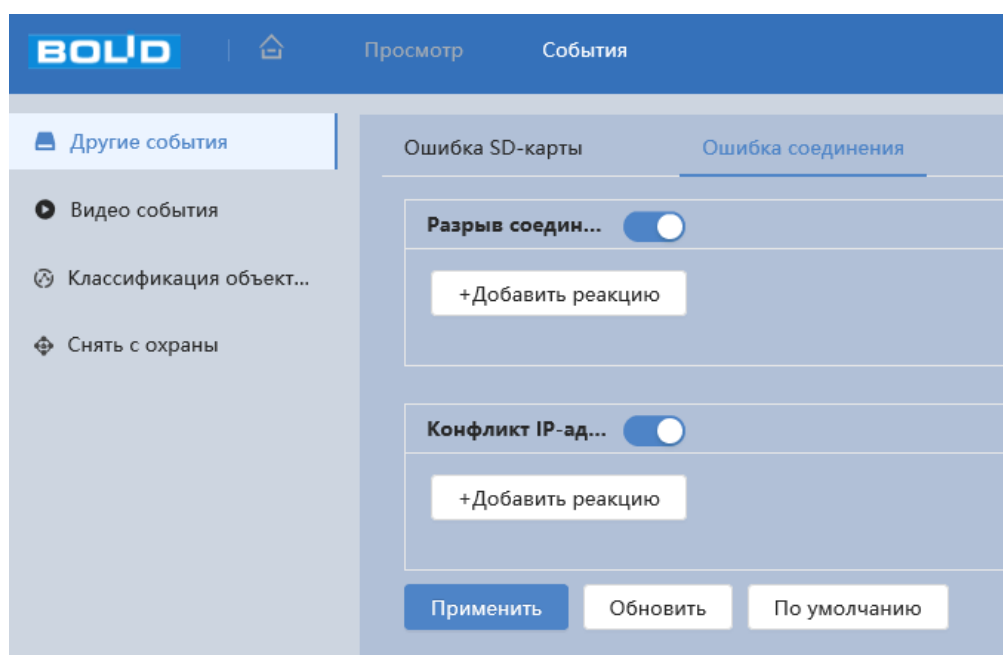 BOLID
Просмотр
События
Другие события
Видео события
Классификация объект...
Снять с охраны
Ошибка SD-карты
Ошибка соединения
Разрыв соедин...
+Добавить реакцию
Конфликт IP-ад...
+Добавить реакцию
Применить
Обновить
По умолчанию